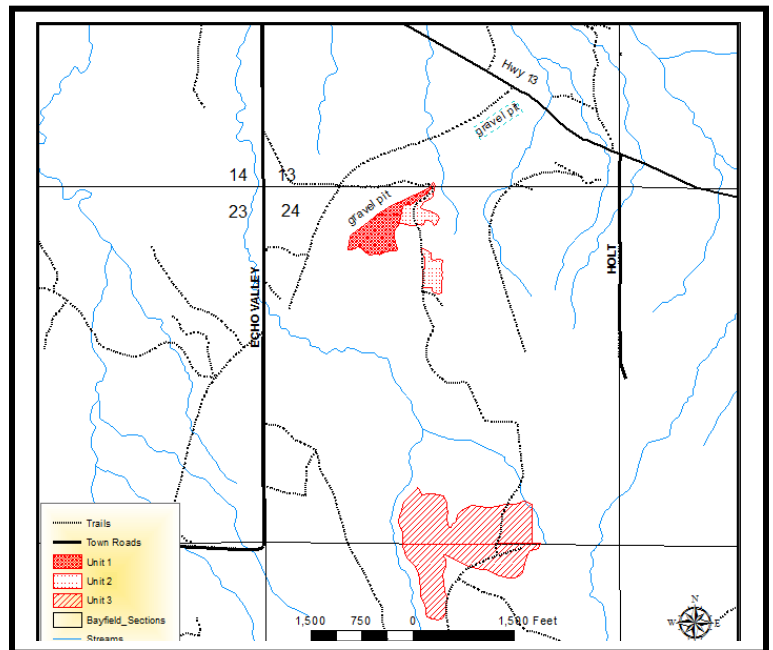 Hwy 13
gravel pit
14 13
gravel pit
23 24
ECHO VALLEY
HOLT
Trails
Town Roads
Unit 1
Unit 2
Unit 3
Bayfield_Sections
Streams
N
W E
S
1,500 750 0 1,500 Feet